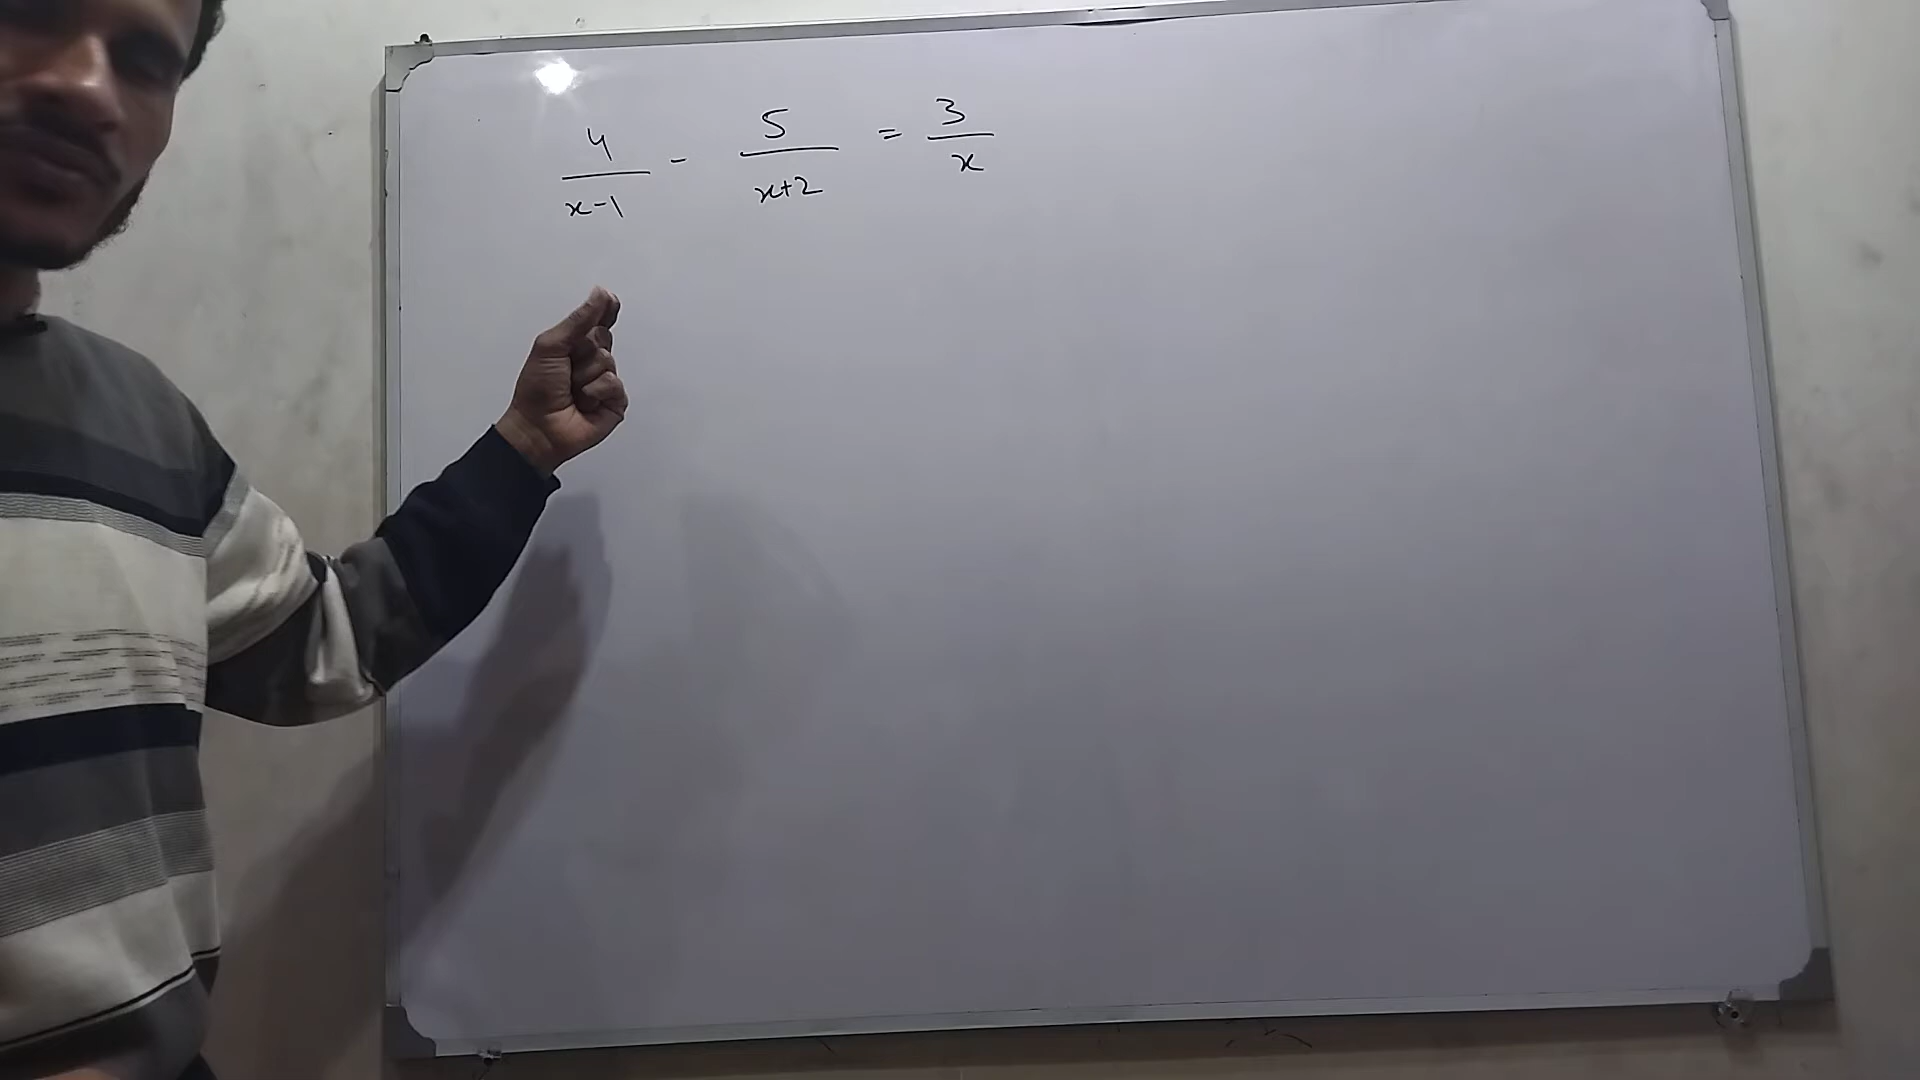 4/(x-1) - 5/(x+2) = 3/x